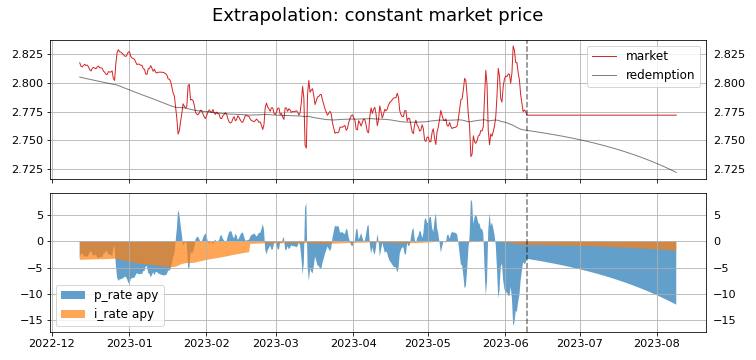 Extrapolation: constant market price
2.825 2.825
2.800 2.800
2.775 2.775
2.750 2.750
2.725 2.725
market
redemption
5 5
0 0
−5 −5
−10 −10
−15 −15
p_rate apy
i_rate apy
2022-12 2023-01 2023-02 2023-03 2023-04 2023-05 2023-06 2023-07 2023-08